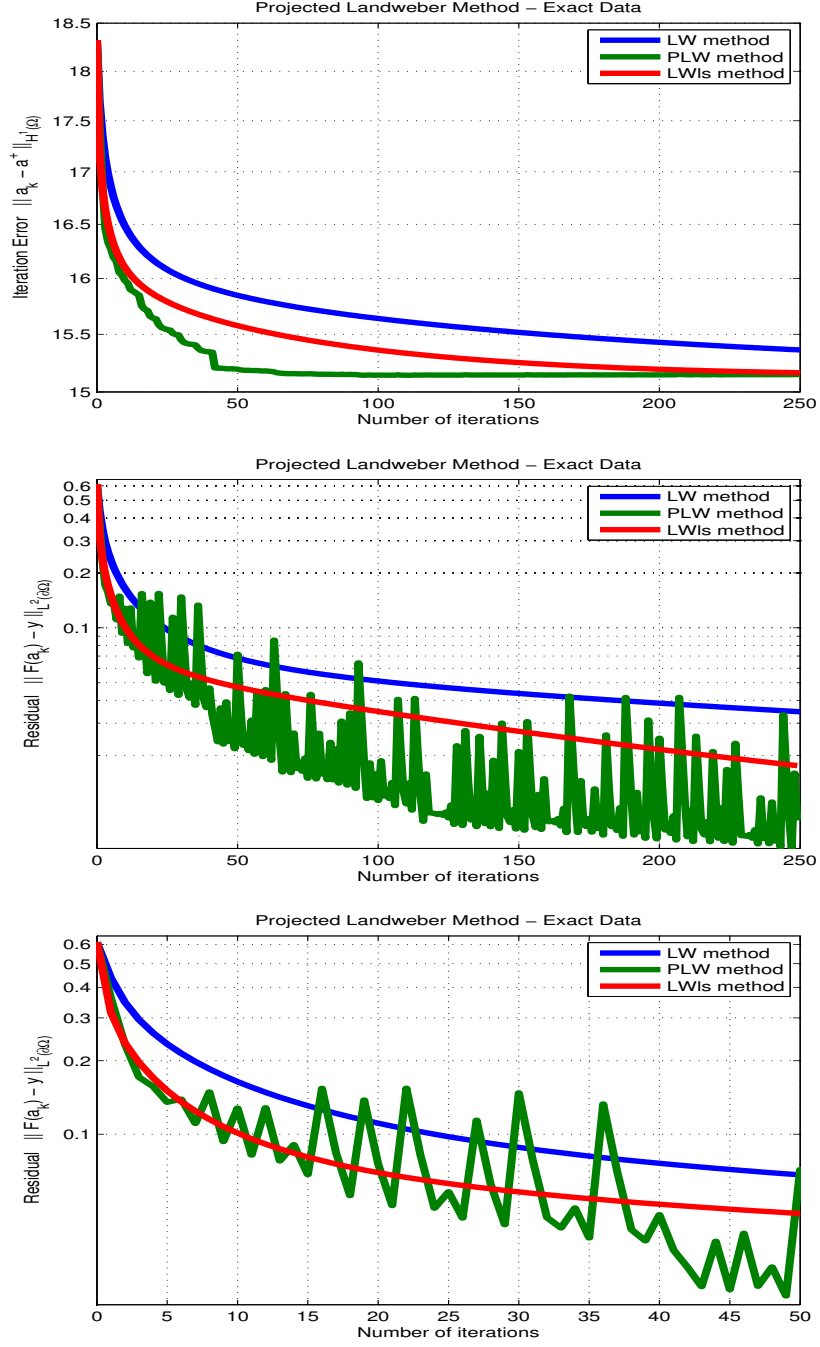 Projected Landweber Method − Exact Data
18.5
18
17.5
17
16.5
16
15.5
15
Iteration Error || a_k − a^+ ||_{H^1(Ω)}
LW method
PLW method
LWls method
0 50 100 150 200 250
Number of iterations
Projected Landweber Method − Exact Data
0.6
0.5
0.4
0.3
0.2
0.1
Residual || F(a_k) − y ||_{L^2(∂Ω)}
LW method
PLW method
LWls method
0 50 100 150 200 250
Number of iterations
Projected Landweber Method − Exact Data
0.6
0.5
0.4
0.3
0.2
0.1
Residual || F(a_k) − y ||_{L^2(∂Ω)}
LW method
PLW method
LWls method
0 5 10 15 20 25 30 35 40 45 50
Number of iterations